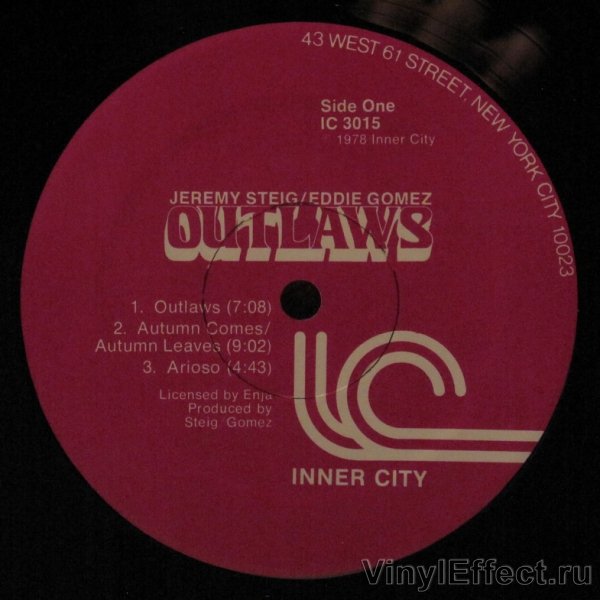 43 WEST 61 STREET, NEW YORK CITY 10023
Side One
IC 3015
℗ 1978 Inner City
JEREMY STEIG/EDDIE GOMEZ
OUTLAWS
1. Outlaws (7:08)
2. Autumn Comes/
Autumn Leaves (9:02)
3. Arioso (4:43)
Licensed by Enja
Produced by
Steig Gomez
IC
INNER CITY
VinylEffect.ru